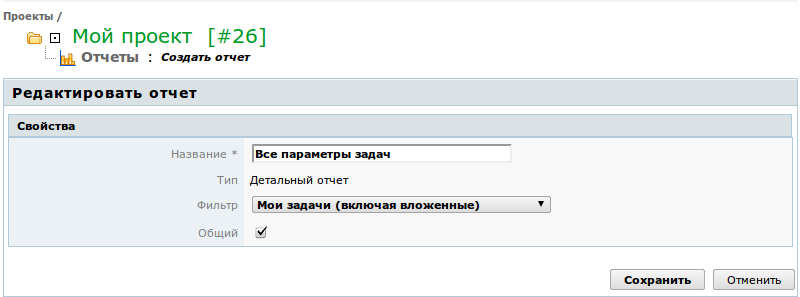 Проекты /
Мой проект [#26]
Отчеты : Создать отчет
Редактировать отчет
Свойства
Название * Все параметры задач
Тип Детальный отчет
Фильтр Мои задачи (включая вложенные)
Общий
Сохранить Отменить